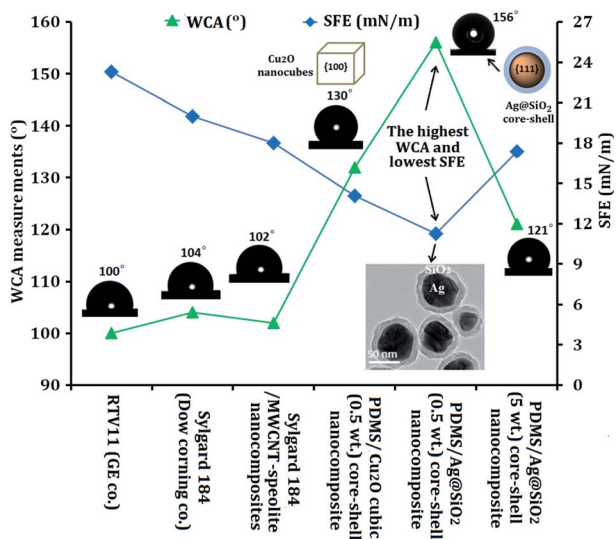 WCA (°)
SFE (mN/m)
WCA measurements (°)
160
150
140
130
120
110
100
90
SFE (mN/m)
27
24
21
18
15
12
9
6
3
0
Cu2O
nanocubes
{100}
130°
156°
{111}
Ag@SiO2
core-shell
The highest
WCA and
lowest SFE
100°
104°
102°
121°
SiO2
Ag
50 nm
RTV11 (GE co.)
Sylgard 184
(Dow corning co.)
Sylgard 184
/MWCNT-speolite
nanocomposites
PDMS/Cu2O cubic
(0.5 wt.) core-shell
nanocomposite
PDMS/Ag@SiO2
(0.5 wt.) core-shell
nanocomposite
PDMS/Ag@SiO2
(5 wt.) core-shell
nanocomposite